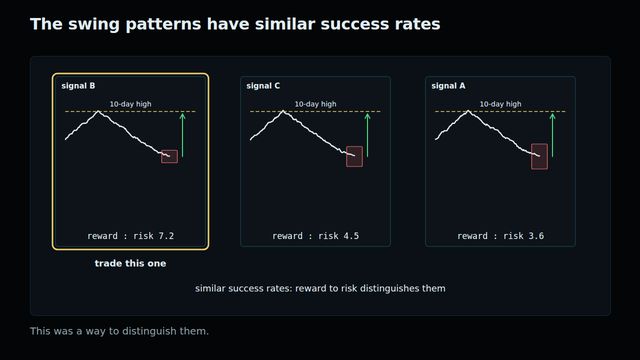 The swing patterns have similar success rates
signal B
10-day high
reward : risk 7.2
trade this one
signal C
10-day high
reward : risk 4.5
signal A
10-day high
reward : risk 3.6
similar success rates: reward to risk distinguishes them
This was a way to distinguish them.